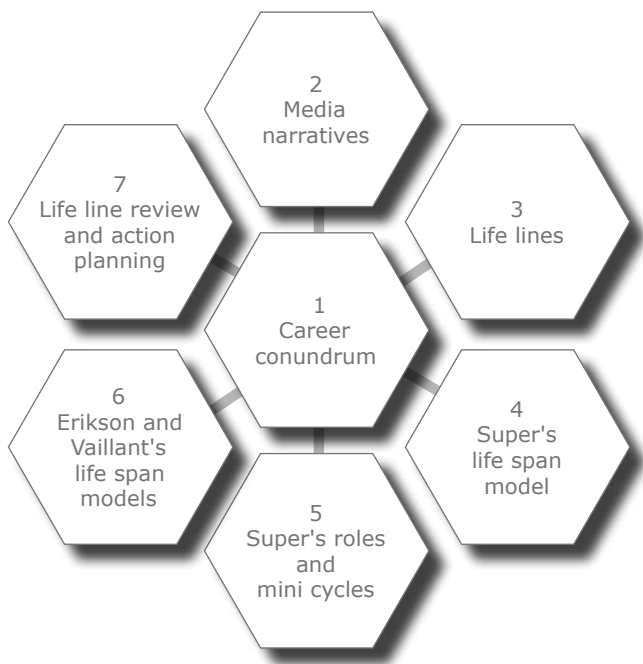 2
Media
narratives
7
Life line review
and action
planning
3
Life lines
1
Career
conundrum
6
Erikson and
Vaillant's
life span
models
4
Super's
life span
model
5
Super's roles
and
mini cycles